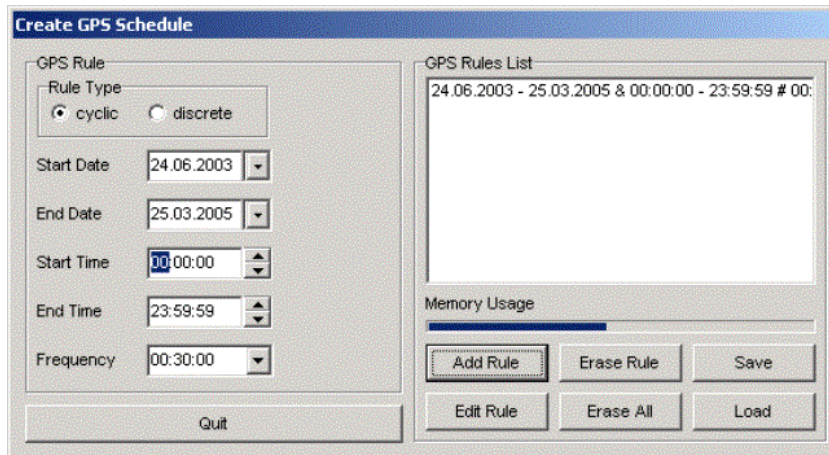 Create GPS Schedule
GPS Rule
Rule Type
cyclic
discrete
Start Date
24.06.2003
End Date
25.03.2005
Start Time
00:00:00
End Time
23:59:59
Frequency
00:30:00
Quit
GPS Rules List
24.06.2003 - 25.03.2005 & 00:00:00 - 23:59:59 # 00:
Memory Usage
Add Rule
Erase Rule
Save
Edit Rule
Erase All
Load